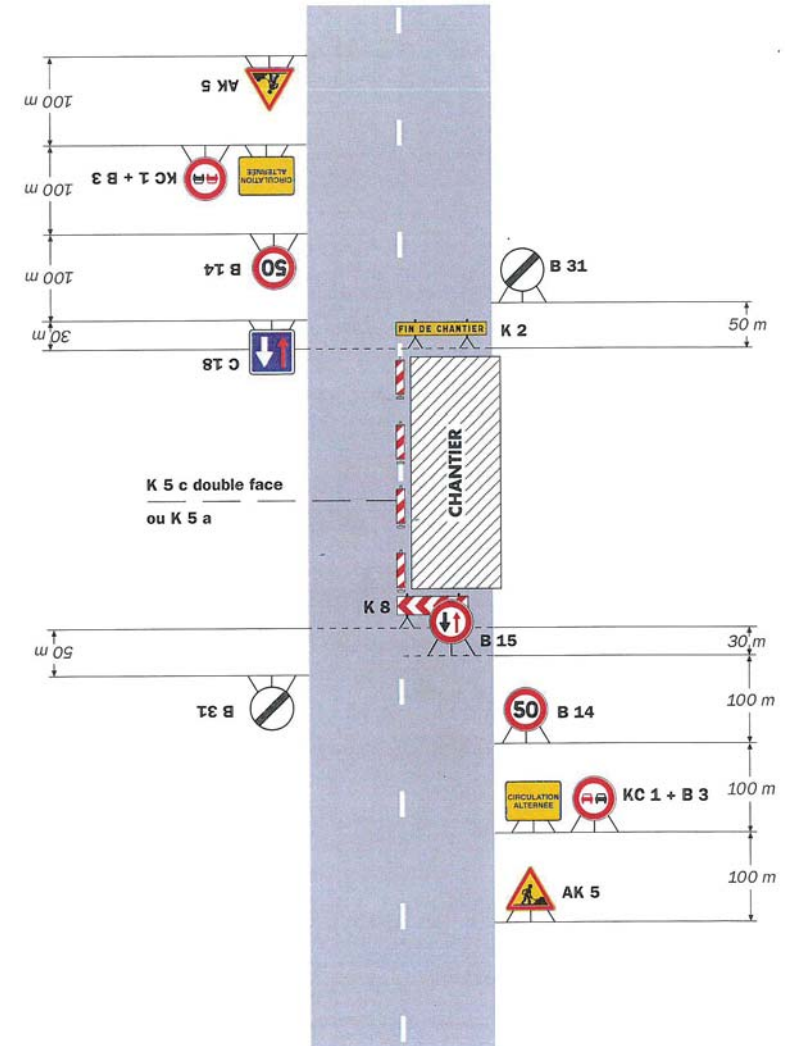 AK 5
100 m
KC 1 + B 3
CIRCULATION
ALTERNÉE
100 m
B 14
50
100 m
30 m
C 18
B 31
50 m
FIN DE CHANTIER
K 2
CHANTIER
K 5 c double face
ou K 5 a
K 8
B 15
50 m
B 31
30 m
50
B 14
100 m
CIRCULATION
ALTERNÉE
KC 1 + B 3
100 m
AK 5
100 m